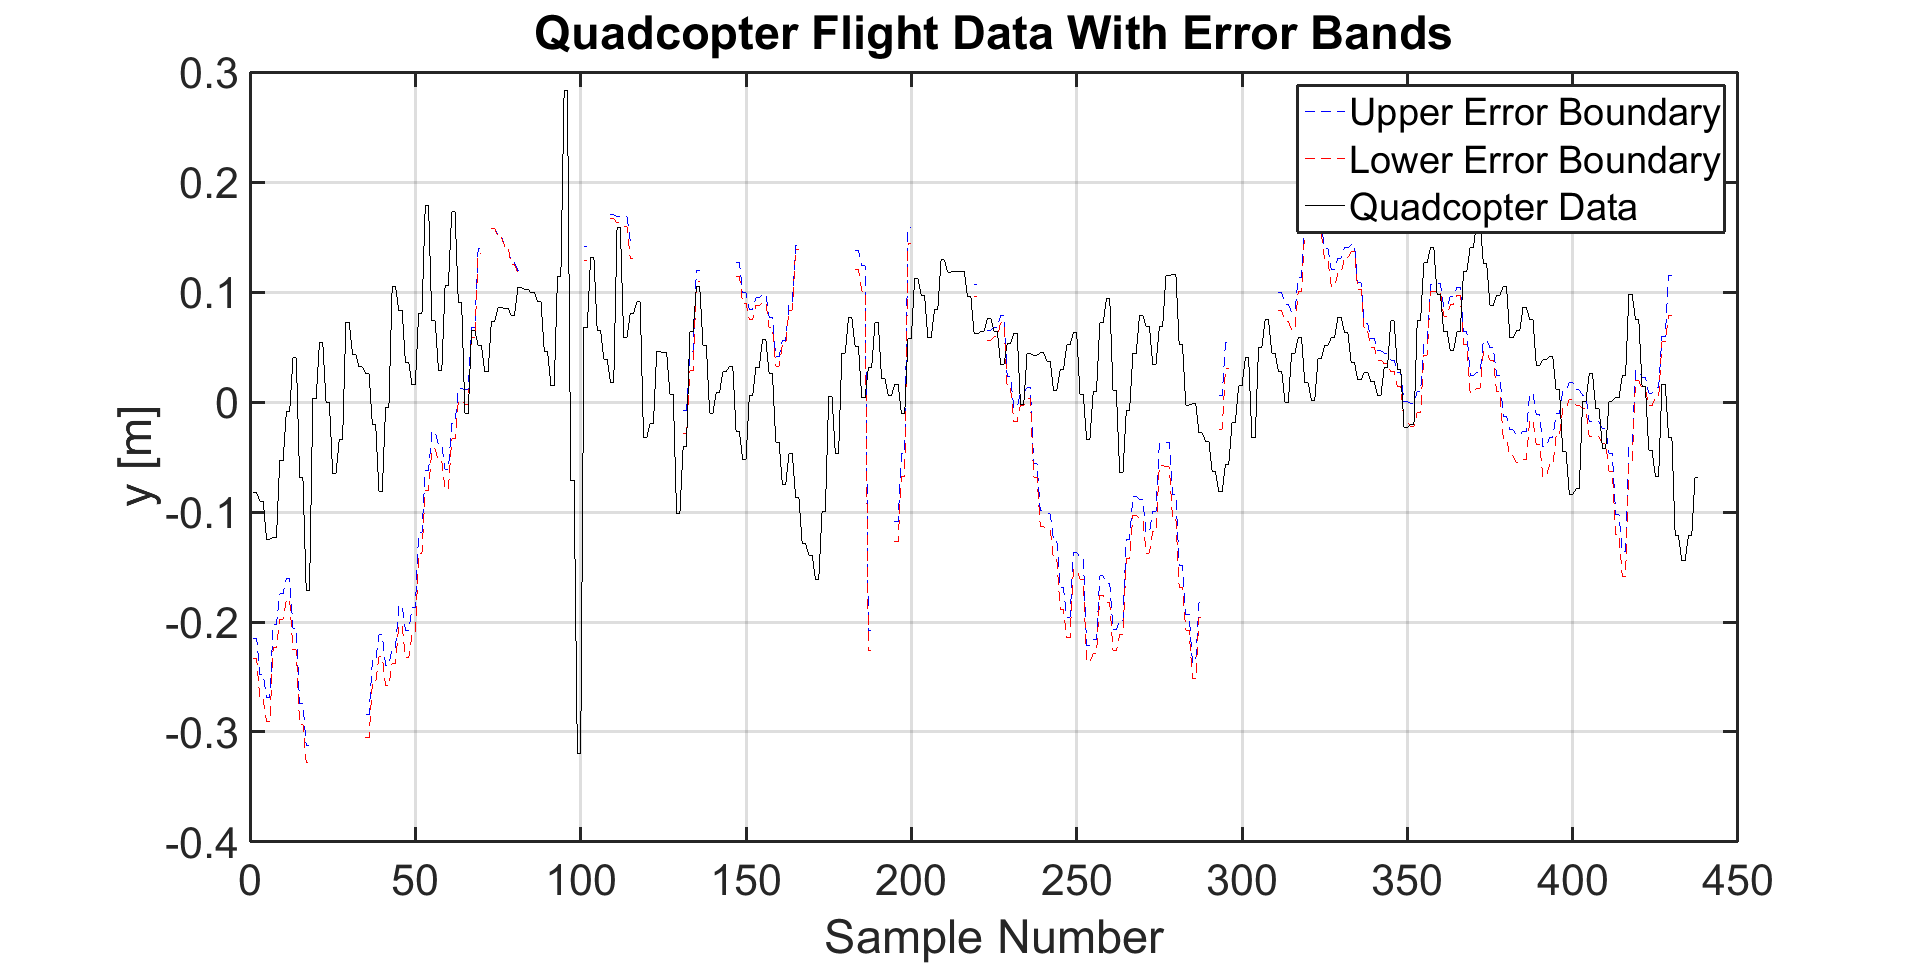 Quadcopter Flight Data With Error Bands
0.3
0.2
0.1
0
-0.1
-0.2
-0.3
-0.4
y [m]
Upper Error Boundary
Lower Error Boundary
Quadcopter Data
0 50 100 150 200 250 300 350 400 450
Sample Number